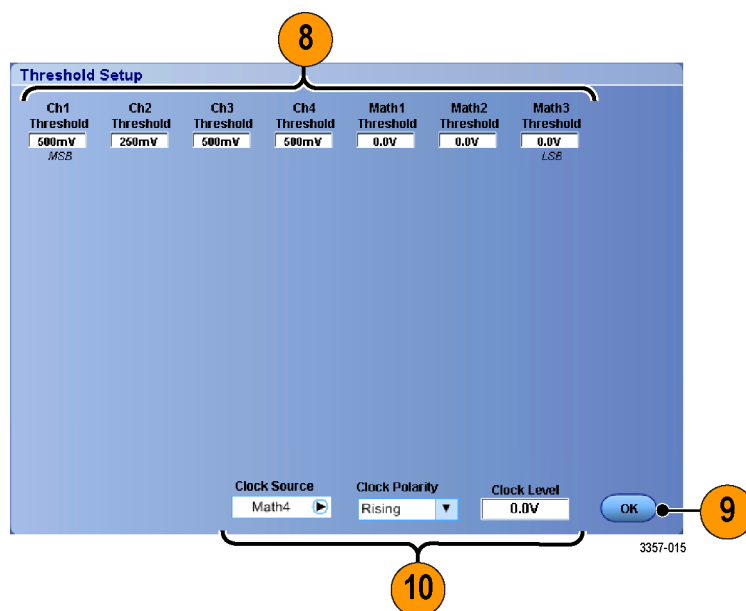 8
Threshold Setup
Ch1 Ch2 Ch3 Ch4 Math1 Math2 Math3
Threshold Threshold Threshold Threshold Threshold Threshold Threshold
500mV 250mV 500mV 500mV 0.0V 0.0V 0.0V
MSB LSB
Clock Source Clock Polarity Clock Level
Math4 Rising 0.0V OK 9
3357-015
10